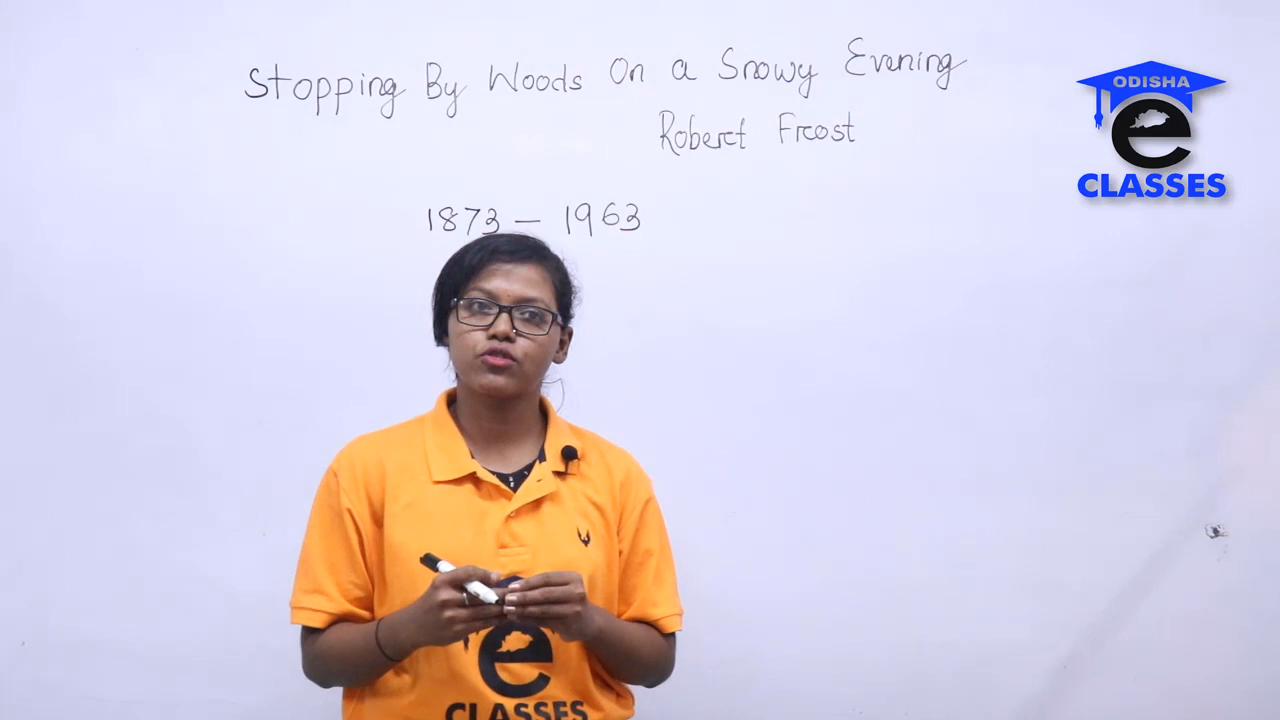 Stopping By Woods On a Snowy Evening
Robert Frost
1873 – 1963
ODISHA
e
CLASSES
e
CLASSES